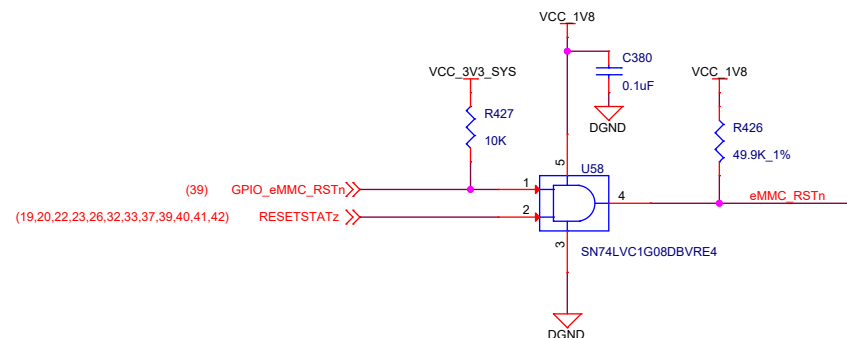 VCC_1V8
C380
0.1uF
DGND
VCC_3V3_SYS
R427
10K
VCC_1V8
R426
49.9K_1%
5
U58
(39) GPIO_eMMC_RSTn
1
4
eMMC_RSTn
(19,20,22,23,26,32,33,37,39,40,41,42) RESETSTATz
2
3
SN74LVC1G08DBVRE4
DGND